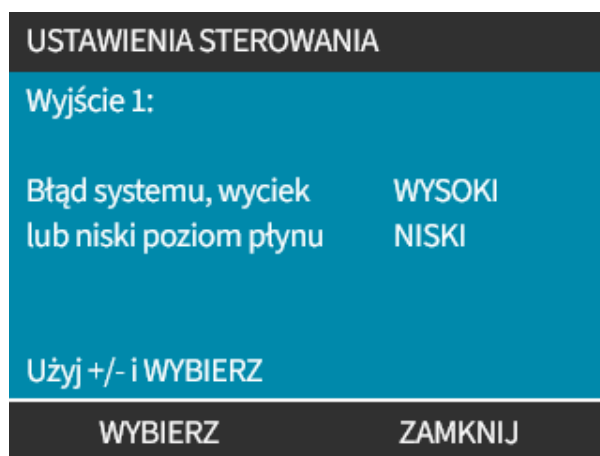 USTAWIENIA STEROWANIA
Wyjście 1:
Błąd systemu, wyciek WYSOKI
lub niski poziom płynu NISKI
Użyj +/- i WYBIERZ
WYBIERZ ZAMKNIJ